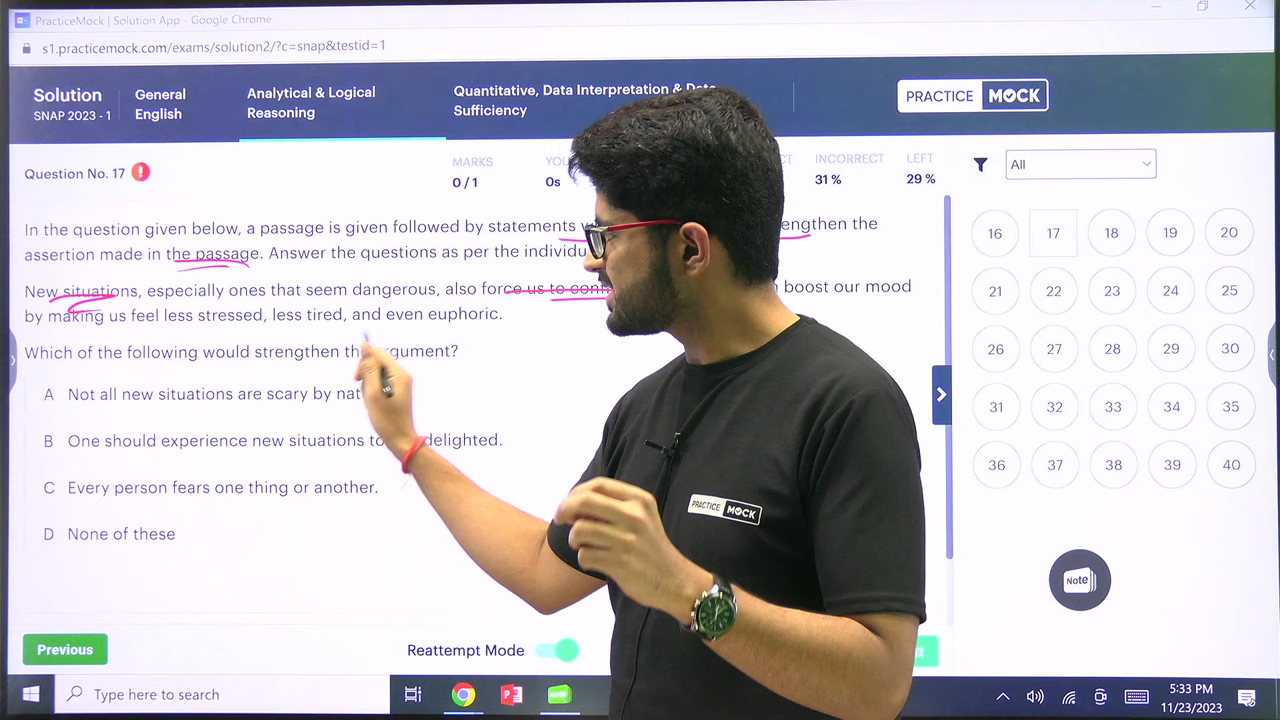 PracticeMock | Solution App - Google Chrome
s1.practicemock.com/exams/solution2/?c=snap&testid=1
Solution
SNAP 2023 - 1
General English
Analytical & Logical Reasoning
Quantitative, Data Interpretation &
Sufficiency
PRACTICE MOCK
Question No. 17
MARKS
0 / 1
0s
INCORRECT
31 %
LEFT
29 %
All
In the question given below, a passage is given followed by statements
the
assertion made in the passage. Answer the questions as per the
New situations, especially ones that seem dangerous, also force us to
boost our mood
by making us feel less stressed, less tired, and even euphoric.
Which of the following would strengthen
A Not all new situations are scary by
B One should experience new situations
delighted.
C Every person fears one thing or another.
D None of these
16 17 18 19 20
21 22 23 24 25
26 27 28 29 30
31 32 33 34 35
36 37 38 39 40
Note
PRACTICE MOCK
Previous
Reattempt Mode
Type here to search
NOTE
5:33 PM
11/23/2023